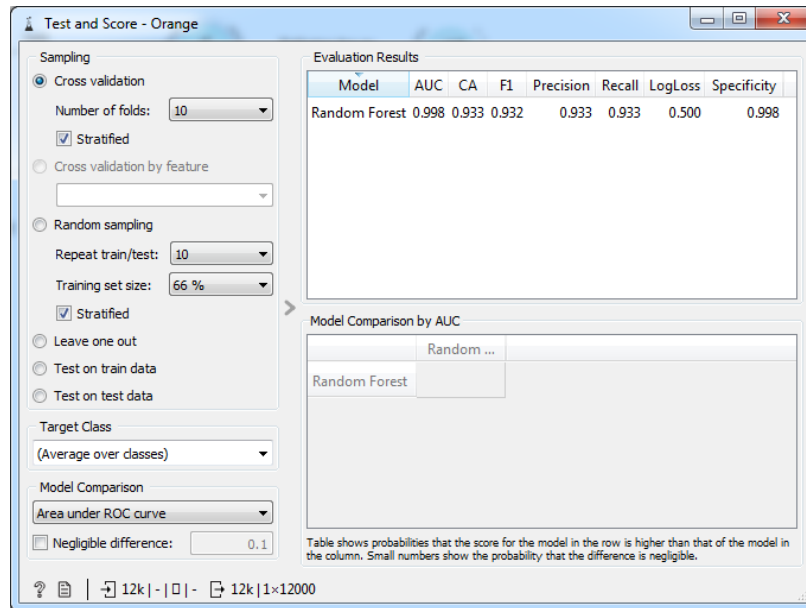 Test and Score - Orange
Sampling
Cross validation
Number of folds: 10
Stratified
Cross validation by feature
Random sampling
Repeat train/test: 10
Training set size: 66 %
Stratified
Leave one out
Test on train data
Test on test data
Target Class
(Average over classes)
Model Comparison
Area under ROC curve
Negligible difference: 0.1
Evaluation Results
Model AUC CA F1 Precision Recall LogLoss Specificity
Random Forest 0.998 0.933 0.932 0.933 0.933 0.500 0.998
Model Comparison by AUC
Random ...
Random Forest
Table shows probabilities that the score for the model in the row is higher than that of the model in
the column. Small numbers show the probability that the difference is negligible.
? 12k | - | - 12k | 1×12000